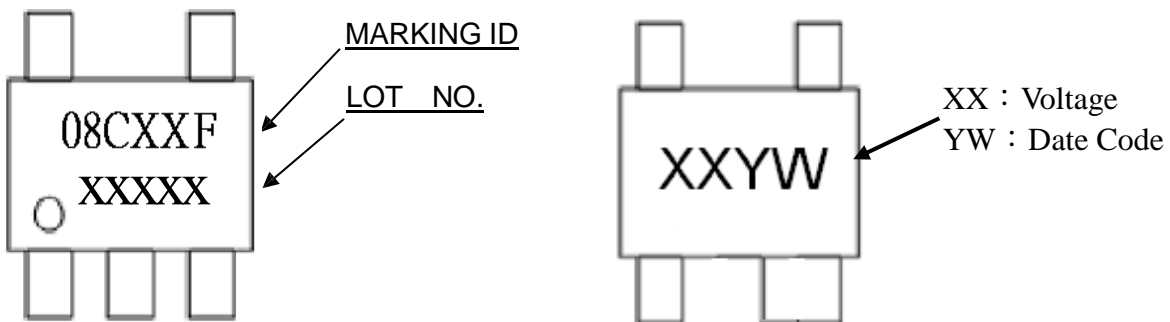 MARKING ID
LOT NO.
08CXXF
XXXXX
XXYW
XX：Voltage
YW：Date Code